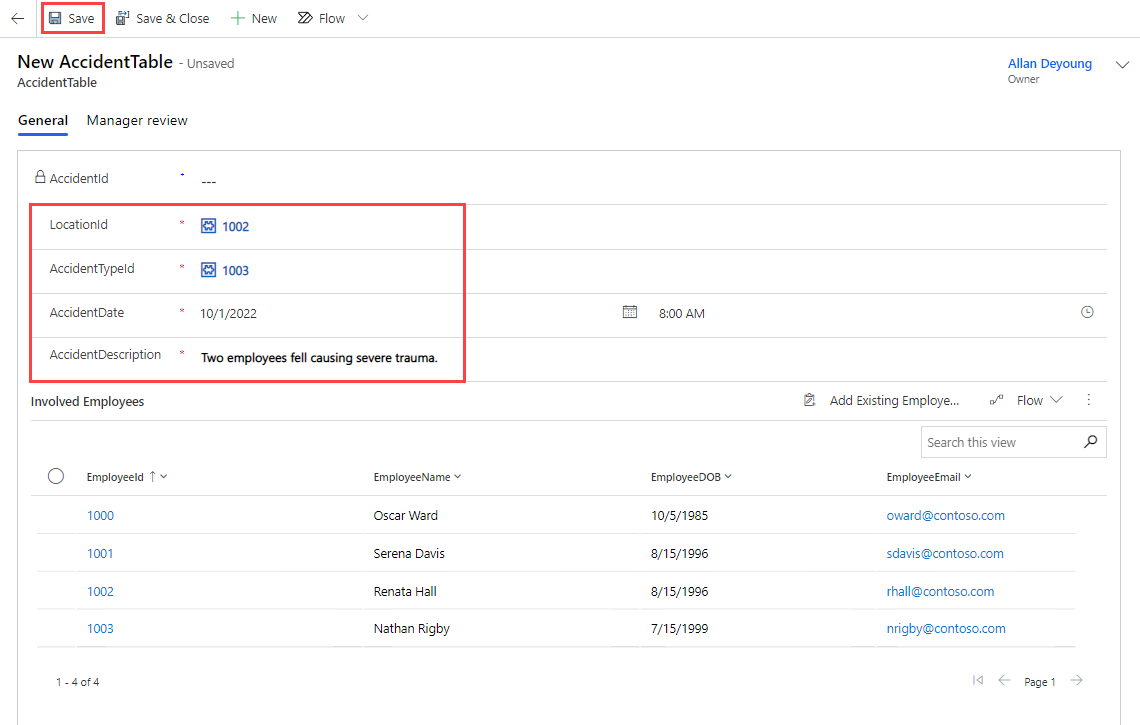 Save Save & Close New Flow
New AccidentTable - Unsaved
AccidentTable
Allan Deyoung
Owner
General Manager review
AccidentId * ---
LocationId * 1002
AccidentTypeId * 1003
AccidentDate * 10/1/2022 8:00 AM
AccidentDescription * Two employees fell causing severe trauma.
Involved Employees Add Existing Employe... Flow
Search this view
EmployeeId ↑ EmployeeName EmployeeDOB EmployeeEmail
1000 Oscar Ward 10/5/1985 oward@contoso.com
1001 Serena Davis 8/15/1996 sdavis@contoso.com
1002 Renata Hall 8/15/1996 rhall@contoso.com
1003 Nathan Rigby 7/15/1999 nrigby@contoso.com
1 - 4 of 4 Page 1